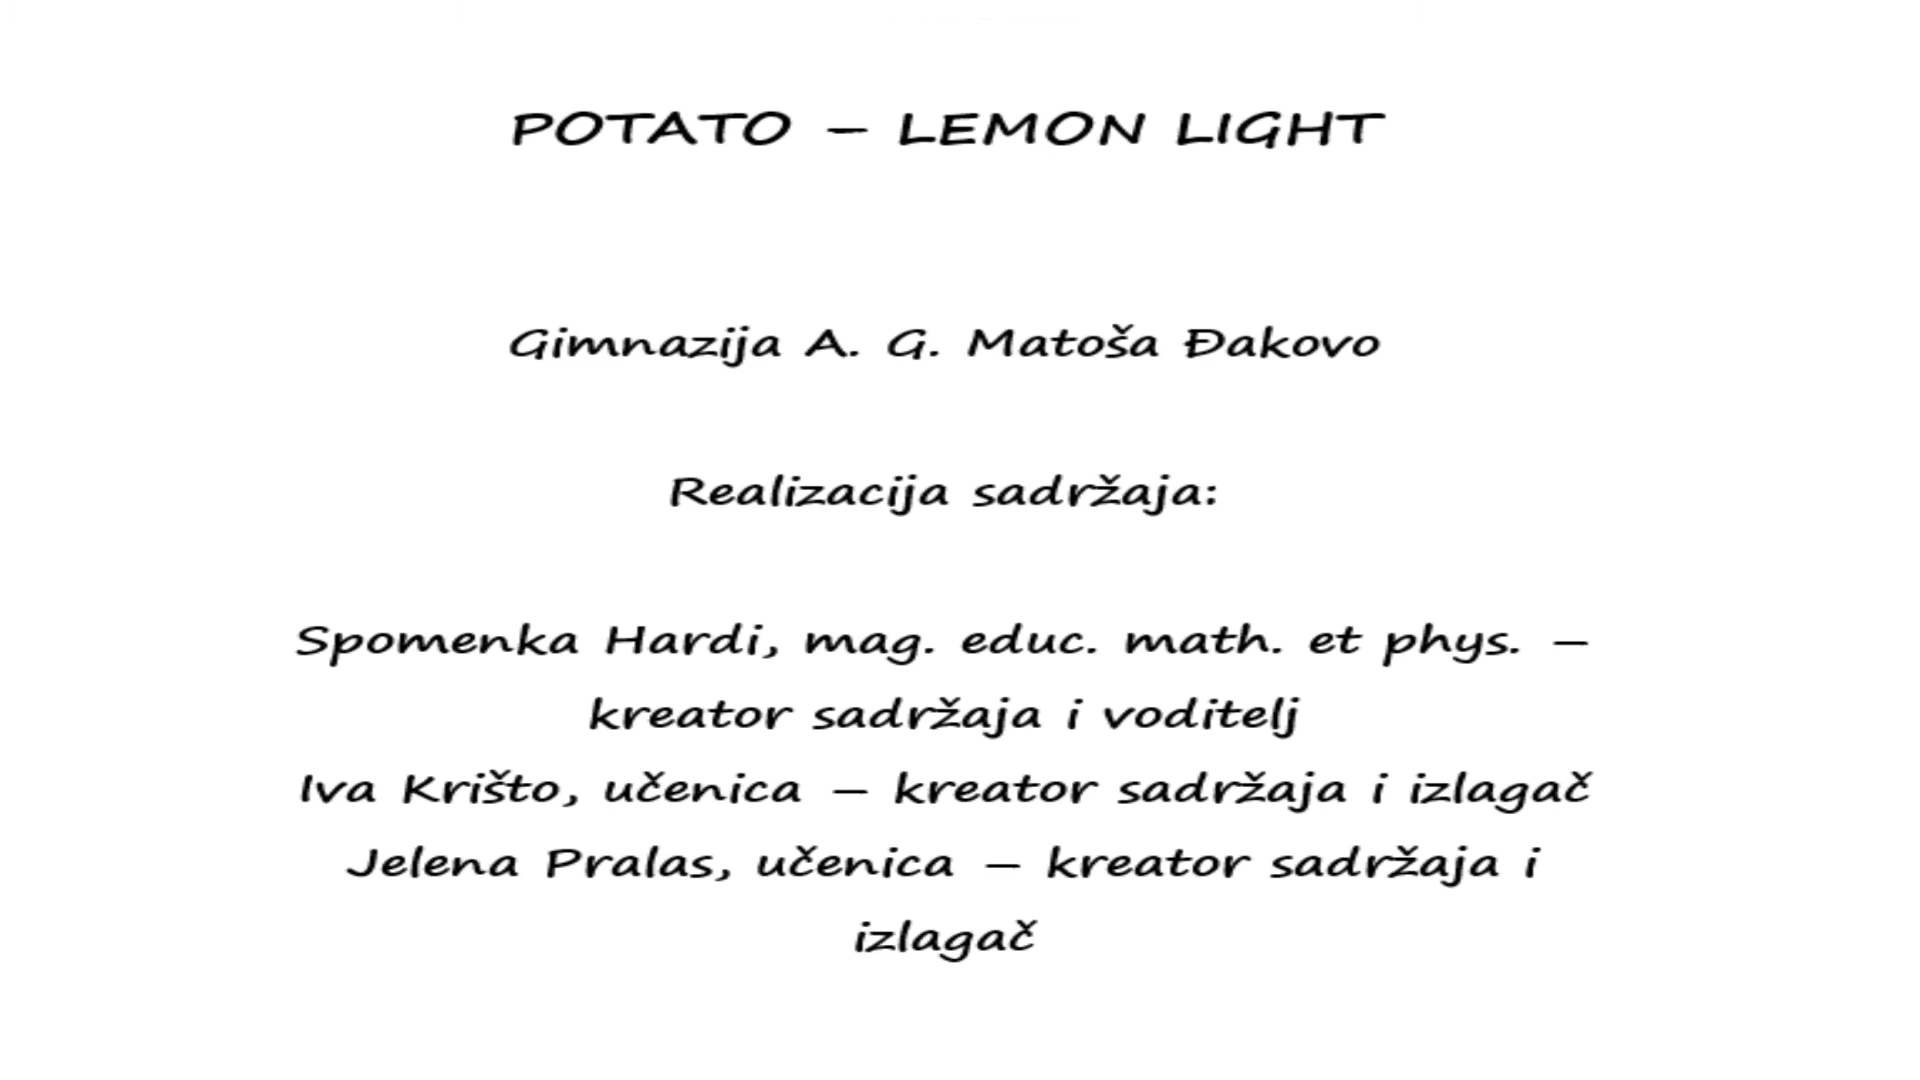 POTATO – LEMON LIGHT
Gimnazija A. G. Matoša Đakovo
Realizacija sadržaja:
Spomenka Hardi, mag. educ. math. et phys. –
kreator sadržaja i voditelj
Iva Krišto, učenica – kreator sadržaja i izlagač
Jelena Pralas, učenica – kreator sadržaja i
izlagač